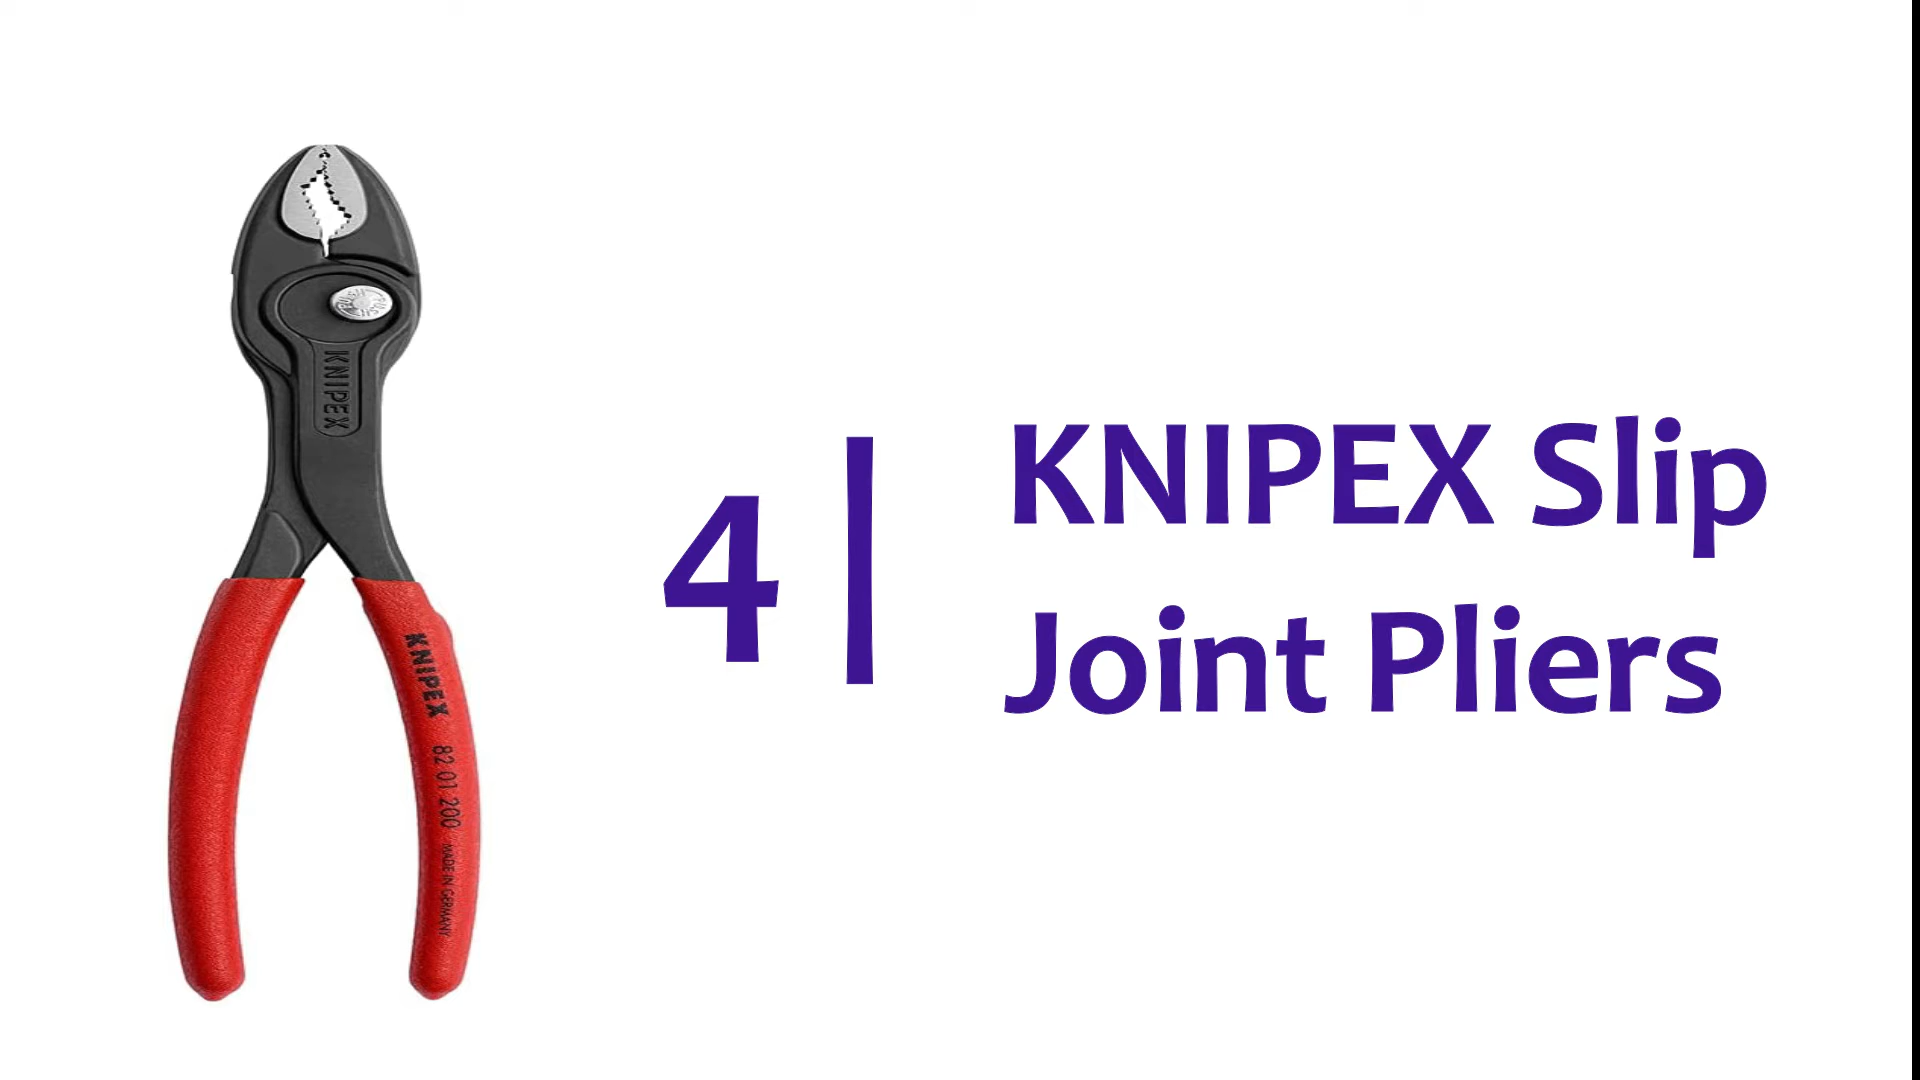 KNIPEX
KNIPEX 82 01 200 MADE IN GERMANY
4
KNIPEX Slip
Joint Pliers